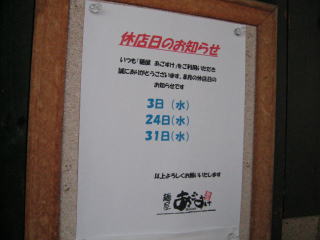 休店日のお知らせ
いつも「麺屋 あごすけ」をご利用いただき
誠にありがとうございます。8月の休店日の
お知らせです
3日（水）
24日（水）
31日（水）
以上よろしくお願いいたします
麺屋 あごすけ